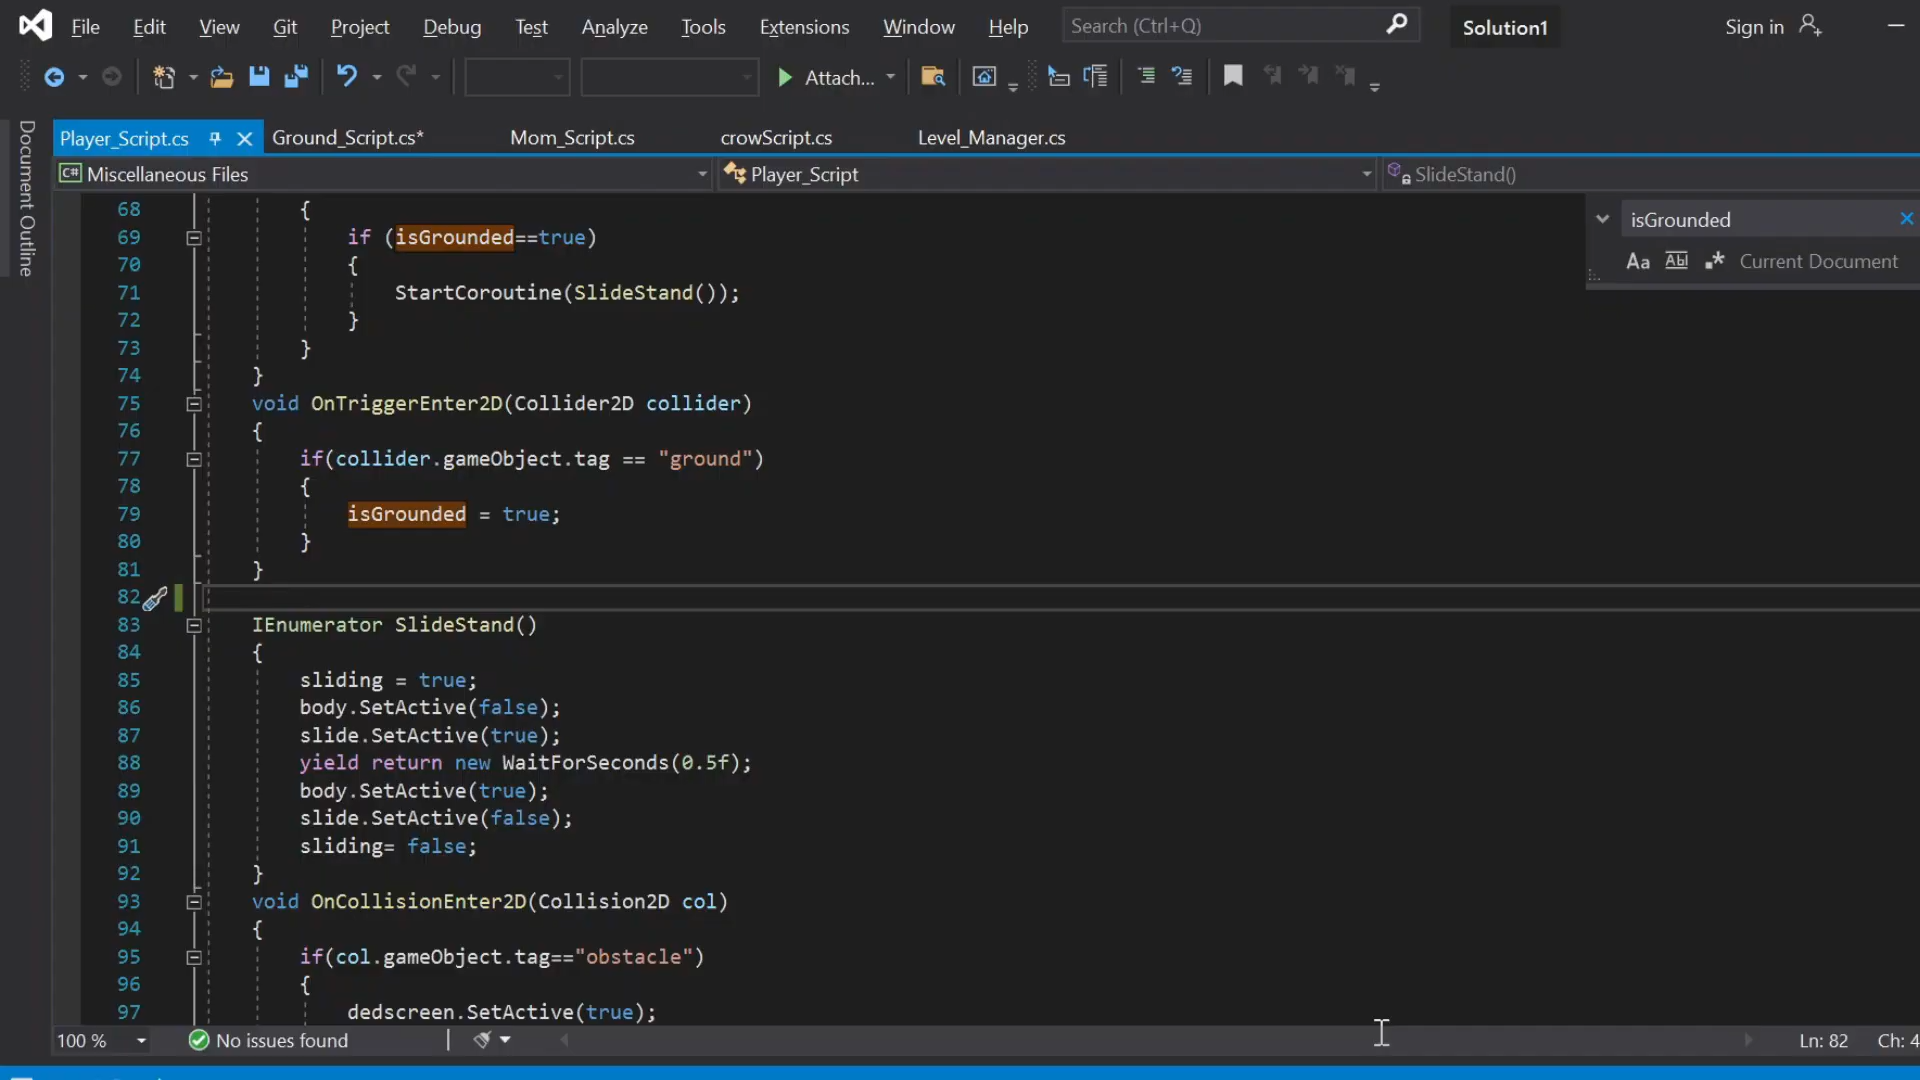 File Edit View Git Project Debug Test Analyze Tools Extensions Window Help Search (Ctrl+Q) Solution1 Sign in
Attach...
Document Outline
Player_Script.cs Ground_Script.cs* Mom_Script.cs crowScript.cs Level_Manager.cs
C# Miscellaneous Files Player_Script SlideStand()
isGrounded
Aa Abl .* Current Document
68 {
69 if (isGrounded==true)
70 {
71 StartCoroutine(SlideStand());
72 }
73 }
74 }
75 void OnTriggerEnter2D(Collider2D collider)
76 {
77 if(collider.gameObject.tag == "ground")
78 {
79 isGrounded = true;
80 }
81 }
82
83 IEnumerator SlideStand()
84 {
85 sliding = true;
86 body.SetActive(false);
87 slide.SetActive(true);
88 yield return new WaitForSeconds(0.5f);
89 body.SetActive(true);
90 slide.SetActive(false);
91 sliding= false;
92 }
93 void OnCollisionEnter2D(Collision2D col)
94 {
95 if(col.gameObject.tag=="obstacle")
96 {
97 dedscreen.SetActive(true);
100 % No issues found Ln: 82 Ch: 4